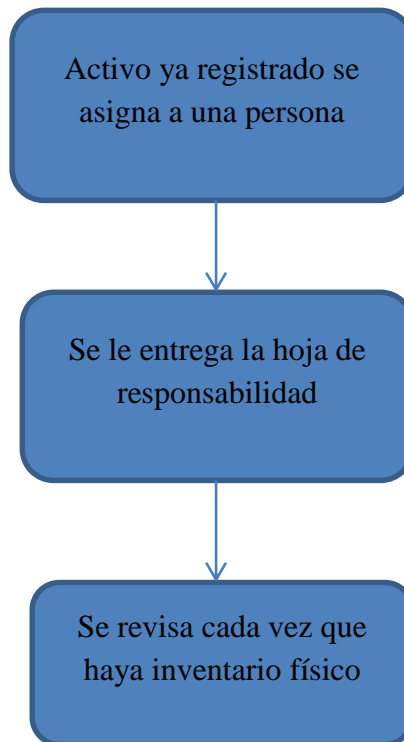 Activo ya registrado se
asigna a una persona
Se le entrega la hoja de
responsabilidad
Se revisa cada vez que
haya inventario físico